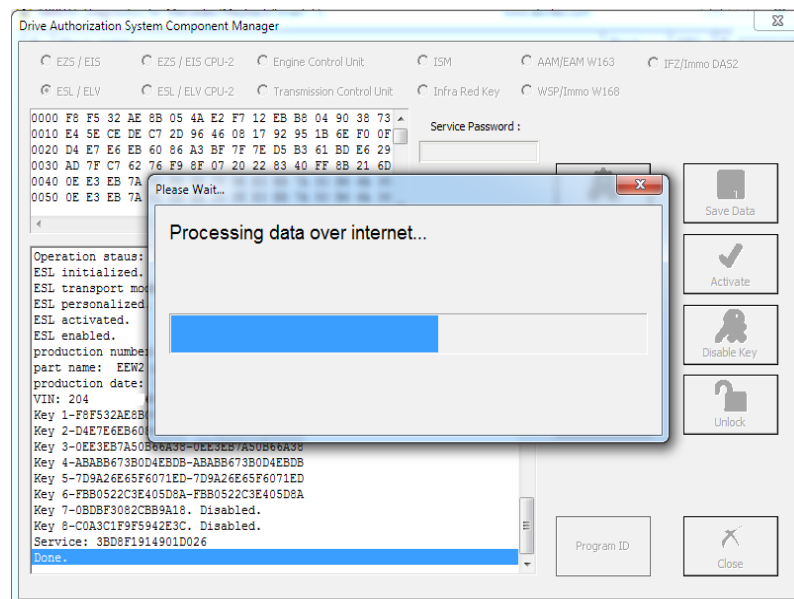 Drive Authorization System Component Manager
EZS / EIS
EZS / EIS CPU-2
Engine Control Unit
ISM
AAM/EAM W163
IFZ/Immo DAS2
ESL / ELV
ESL / ELV CPU-2
Transmission Control Unit
Infra Red Key
WSP/Immo W168
0000 F8 F5 32 AE 8B 05 4A E2 F7 12 EB B8 04 90 38 73
0010 E4 5E CE DE C7 2D 96 46 08 17 92 95 1B 6E F0 0F
0020 D4 E7 E6 EB 60 86 A3 BF 7F 7E D5 B3 61 BD E6 29
0030 AD 7F C7 62 76 F9 8F 07 20 22 83 40 FF 8B 21 6D
0040 0E E3 EB 7A
0050 0E E3 EB 7A
Service Password :
Please Wait...
Processing data over internet...
Save Data
Activate
Disable Key
Unlock
Program ID
Close
Operation staus:
ESL initialized.
ESL transport
ESL personalized
ESL activated.
ESL enabled.
production
part name: EEW2
production date:
VIN: 204
Key 1-F8F532AE8B
Key 2-D4E7E6EB60
Key 3-0EE3EB7A50B66A38-0EE3EB7A50B66A38
Key 4-ABABB673B0D4EBDB-ABABB673B0D4EBDB
Key 5-7D9A26E65F6071ED-7D9A26E65F6071ED
Key 6-FBB0522C3E405D8A-FBB0522C3E405D8A
Key 7-0BDBF3082CBB9A18. Disabled.
Key 8-C0A3C1F9F5942E3C. Disabled.
Service: 3BD8F1914901D026
Done.